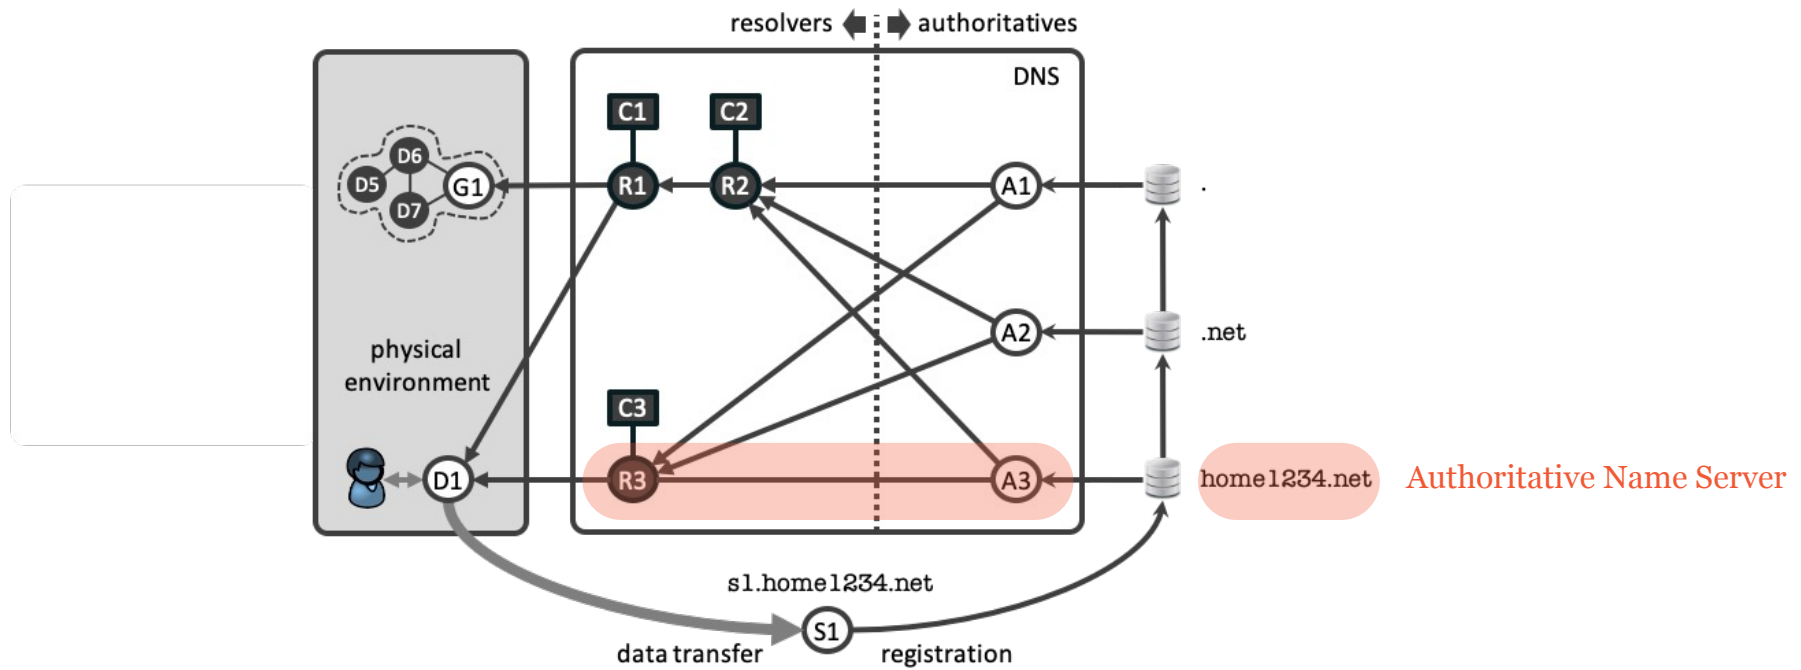 resolvers
authoritatives
DNS
C1
C2
D6
D5
G1
D7
R1
R2
A1
.
A2
.net
physical
environment
C3
D1
R3
A3
home1234.net
Authoritative Name Server
s1.home1234.net
S1
data transfer
registration